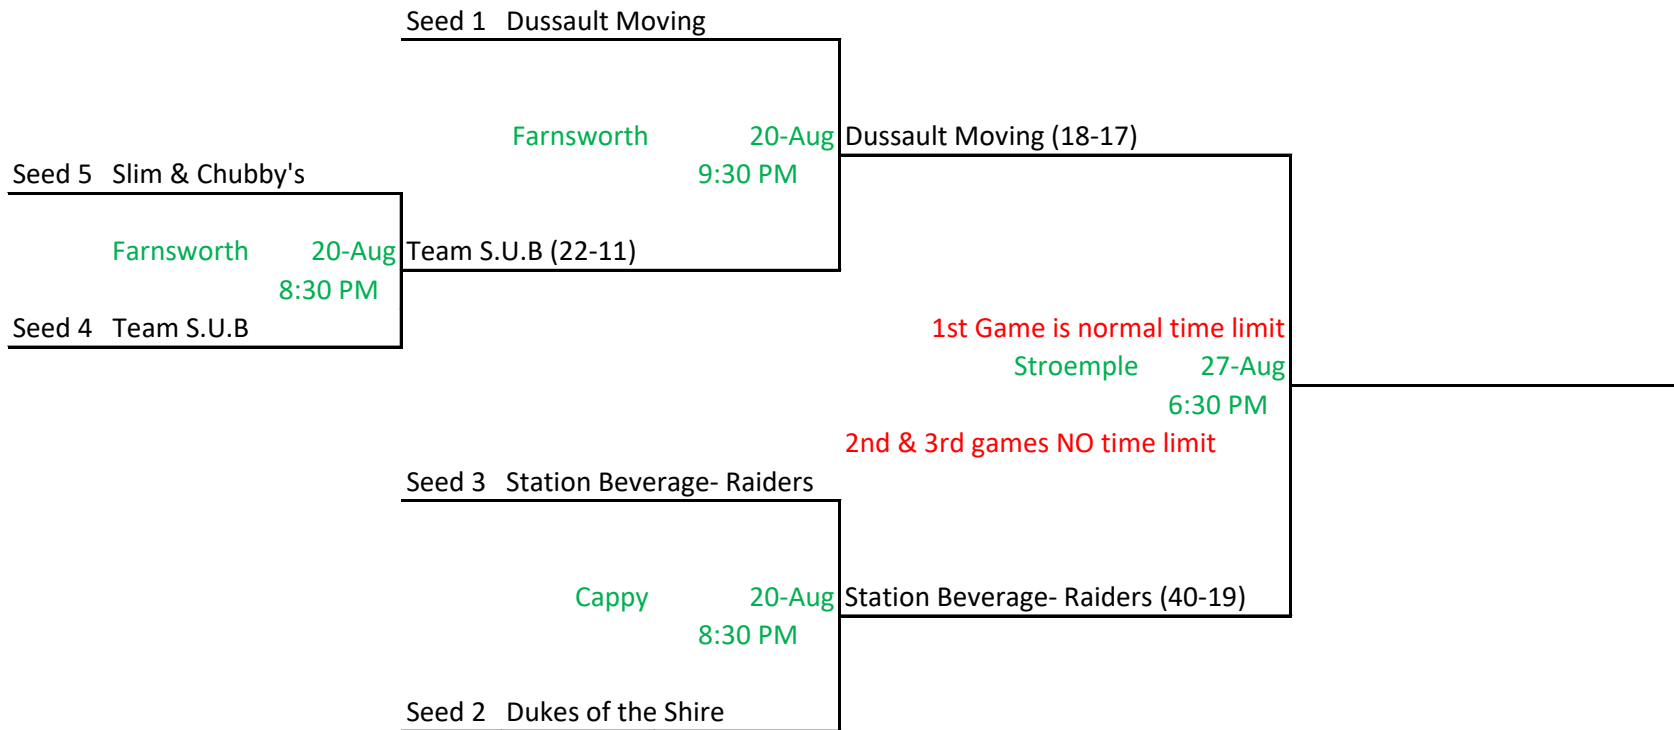 Seed 1 Dussault Moving
Farnsworth 20-Aug Dussault Moving (18-17)
Seed 5 Slim & Chubby's 9:30 PM
Farnsworth 20-Aug Team S.U.B (22-11)
8:30 PM
Seed 4 Team S.U.B 1st Game is normal time limit
Stroemple 27-Aug
6:30 PM
2nd & 3rd games NO time limit
Seed 3 Station Beverage- Raiders
Cappy 20-Aug Station Beverage- Raiders (40-19)
8:30 PM
Seed 2 Dukes of the Shire